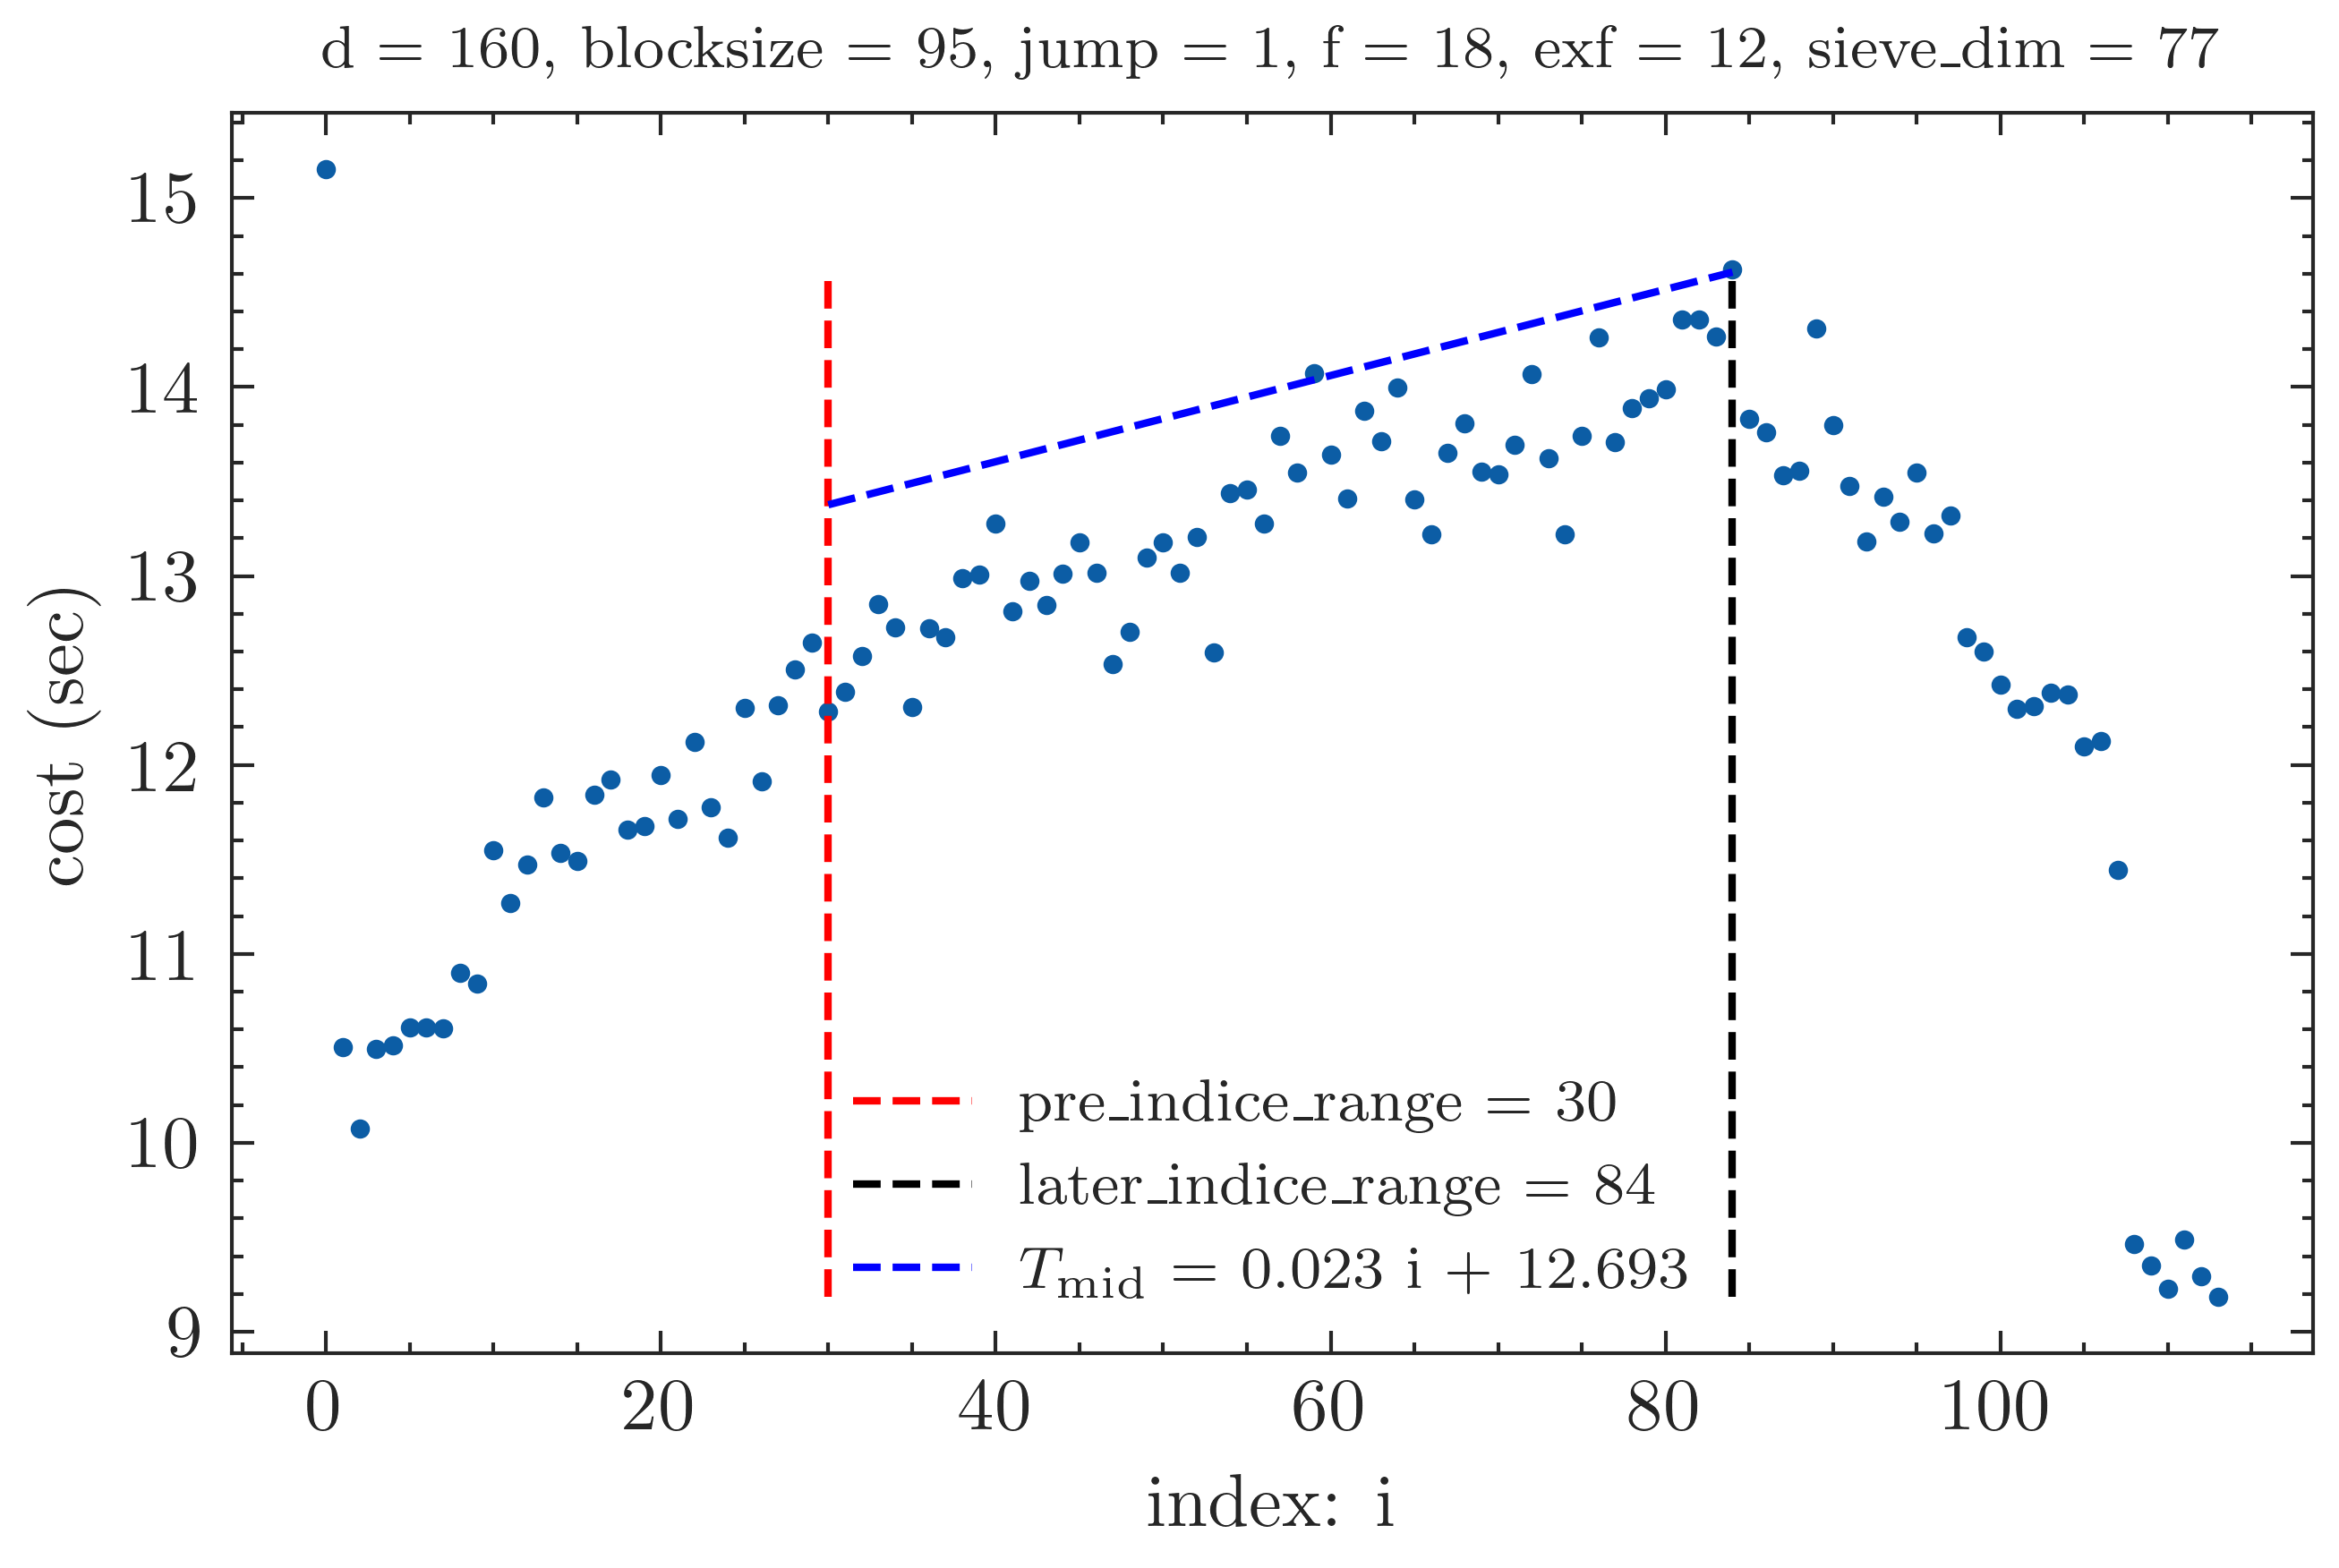 d = 160, blocksize = 95, jump = 1, f = 18, exf = 12, sieve_dim = 77
cost (sec)
15
14
13
12
11
10
9
pre_indice_range = 30
later_indice_range = 84
T_mid = 0.023 i + 12.693
0 20 40 60 80 100
index: i